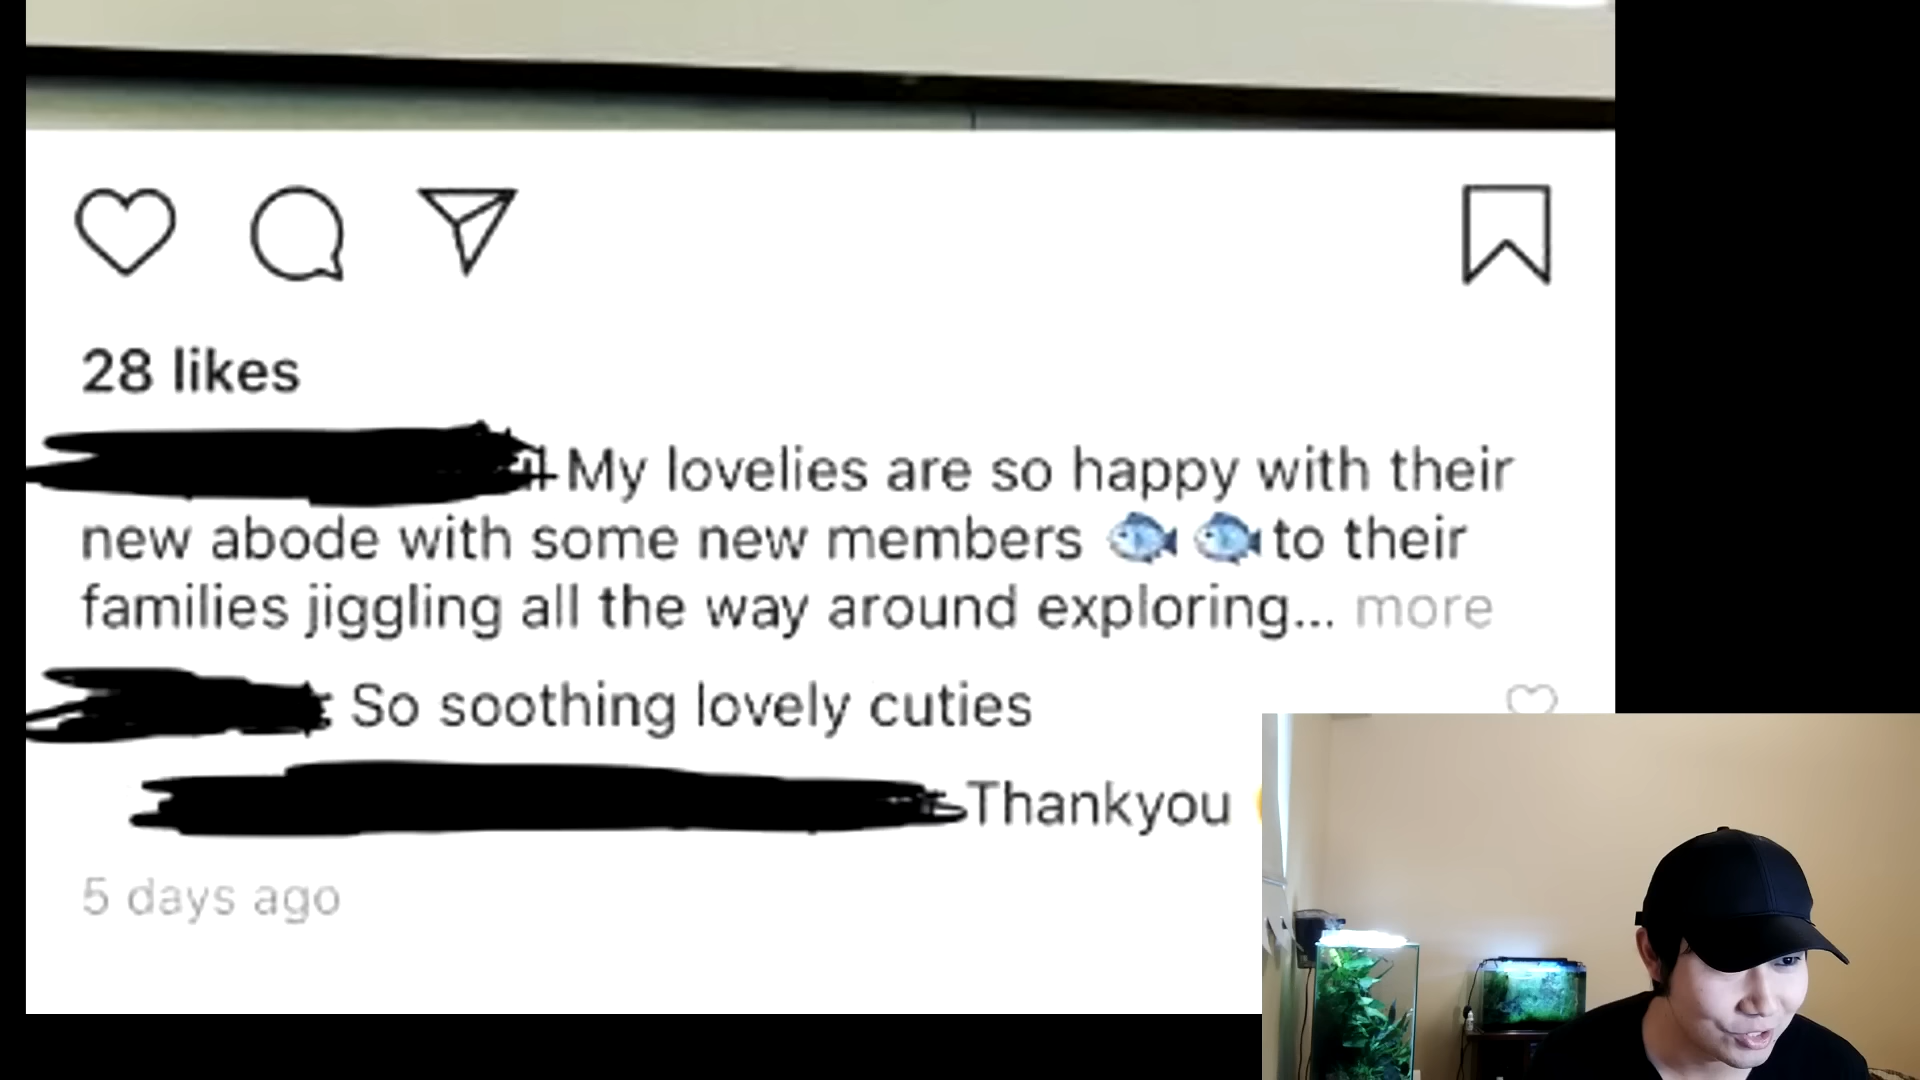 28 likes
My lovelies are so happy with their
new abode with some new members 🐟 🐟 to their
families jiggling all the way around exploring... more
So soothing lovely cuties
Thankyou
5 days ago